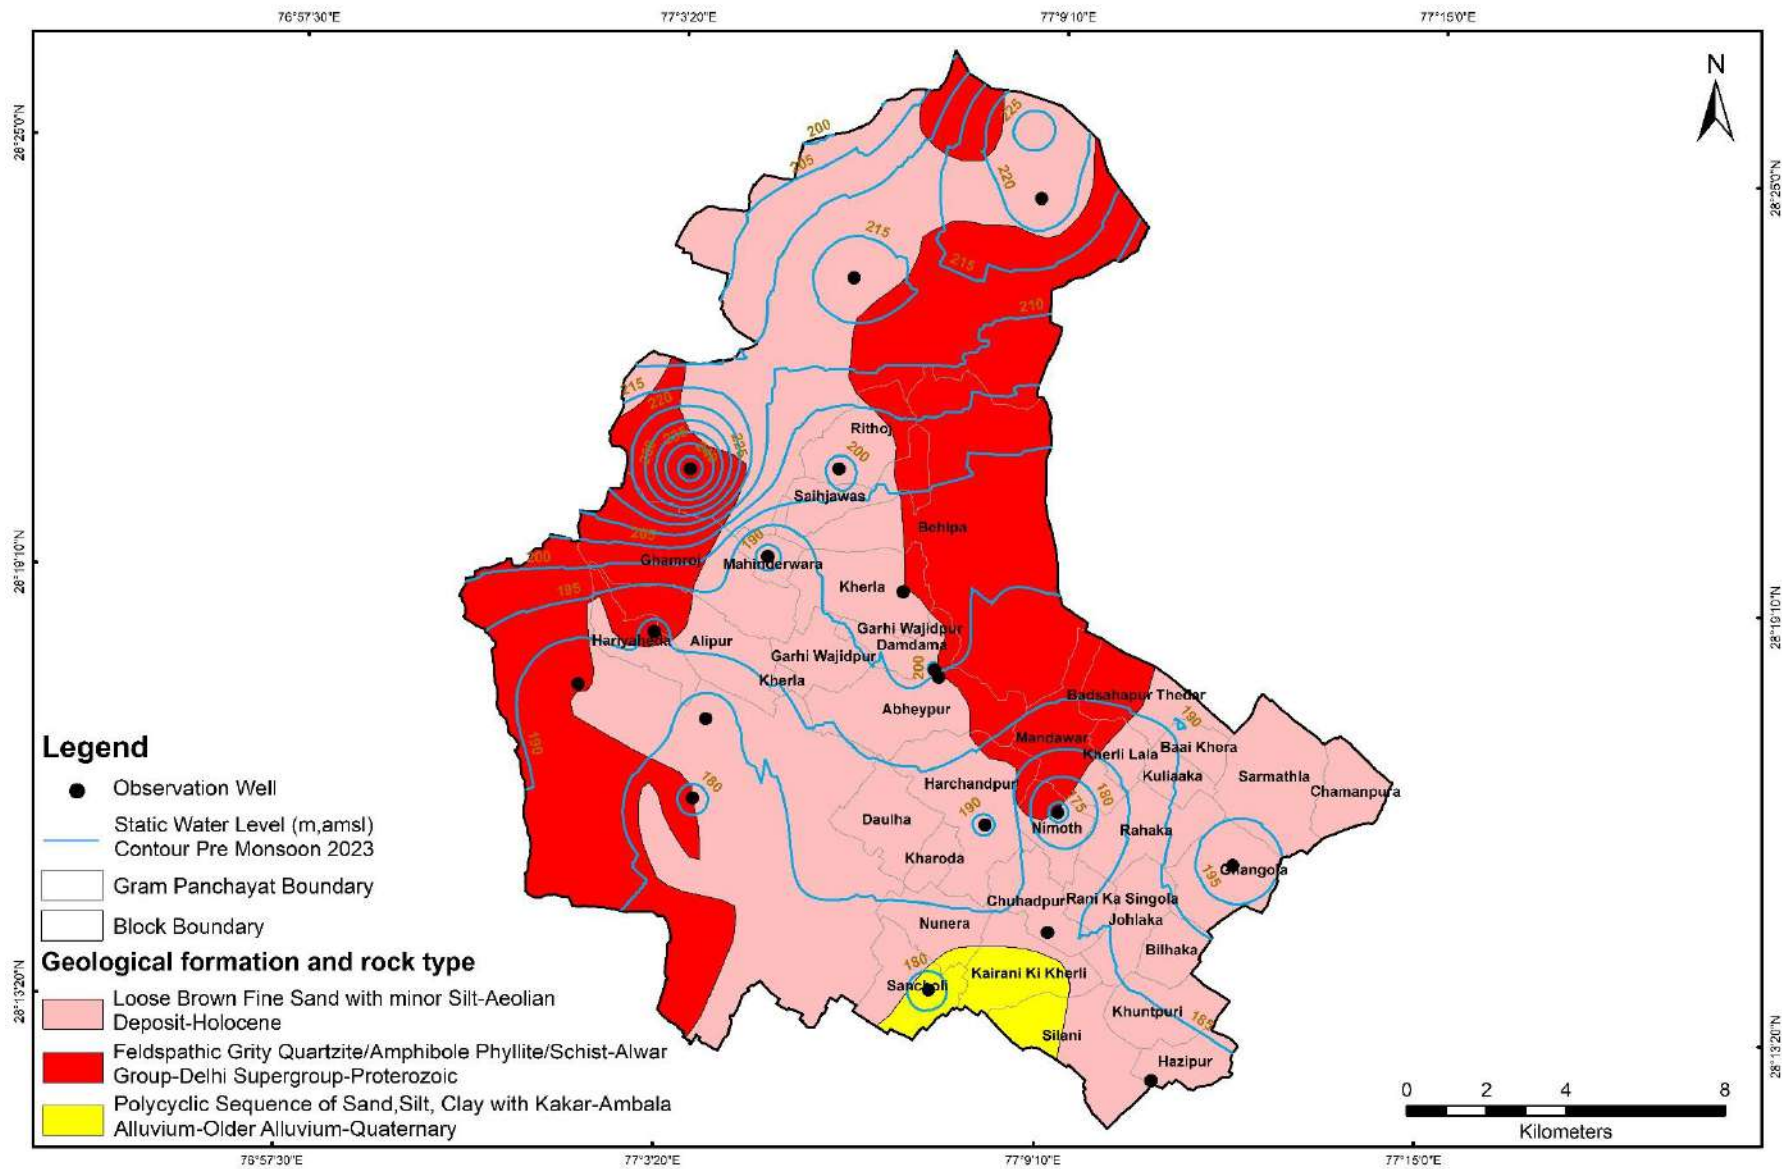 76°57'30"E
77°3'20"E
77°9'10"E
77°15'0"E
28°25'0"N
28°25'0"N
N
225
200
205
220
215
215
210
215
220
225
Rithoj
200
Saihjawas
Behipa
190
205
200
Ghamroj
Mahinderwara
28°19'10"N
28°19'10"N
195
Kherla
Garhi Wajidpur
Hariyaheda
Alipur
Damdama
Garhi Wajidpur
200
Kherla
Badsahapur Thedar
Abheypur
190
190
Mandawar
Kherli Lala
Baai Khera
Legend
Kuliaaka
Sarmathla
Observation Well
180
Harchandpur
180
Chamanpura
175
190
Static Water Level (m,amsl)
Contour Pre Monsoon 2023
Daulha
Nimoth
Rahaka
Kharoda
Ghangola
195
Gram Panchayat Boundary
Chuhadpur
Rani Ka Singola
Block Boundary
Nunera
Johlaka
Bilhaka
180
Geological formation and rock type
Kairani Ki Kherli
Sancholi
28°13'20"N
28°13'20"N
Loose Brown Fine Sand with minor Silt-Aeolian
Deposit-Holocene
Khuntpuri
185
Silani
Feldspathic Grity Quartzite/Amphibole Phyllite/Schist-Alwar
Group-Delhi Supergroup-Proterozoic
Hazipur
0 2 4 8
Kilometers
Polycyclic Sequence of Sand,Silt, Clay with Kakar-Ambala
Alluvium-Older Alluvium-Quaternary
76°57'30"E
77°3'20"E
77°9'10"E
77°15'0"E